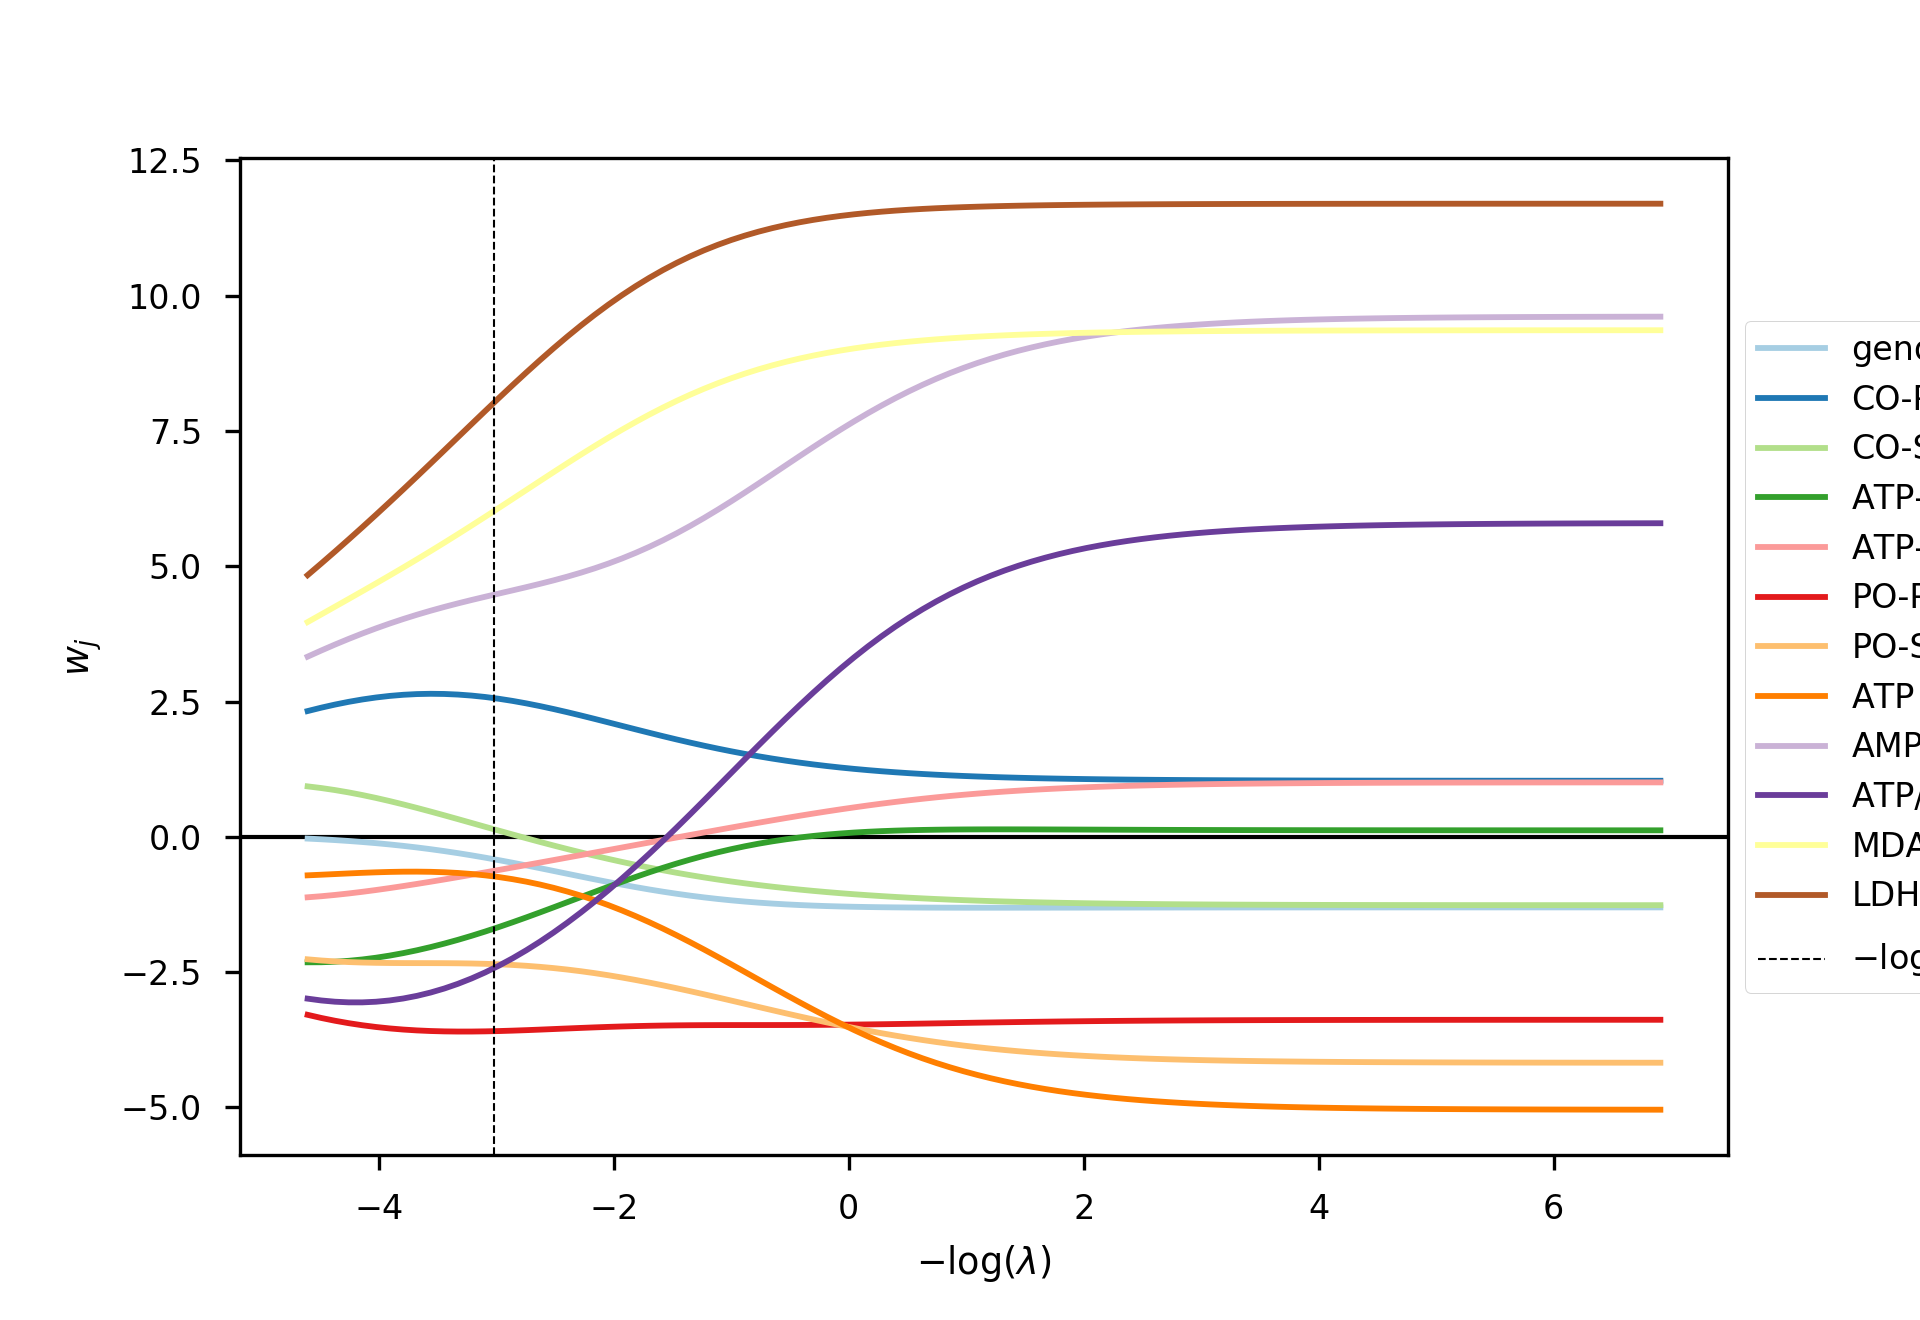 12.5
10.0
7.5
5.0
2.5
0.0
−2.5
−5.0
w_j
−4
−2
0
2
4
6
−log(λ)
CO-
CO-S
ATP-
ATP-
PO-
PO-S
ATP
AMP
ATP/
MDA
LDH
−log